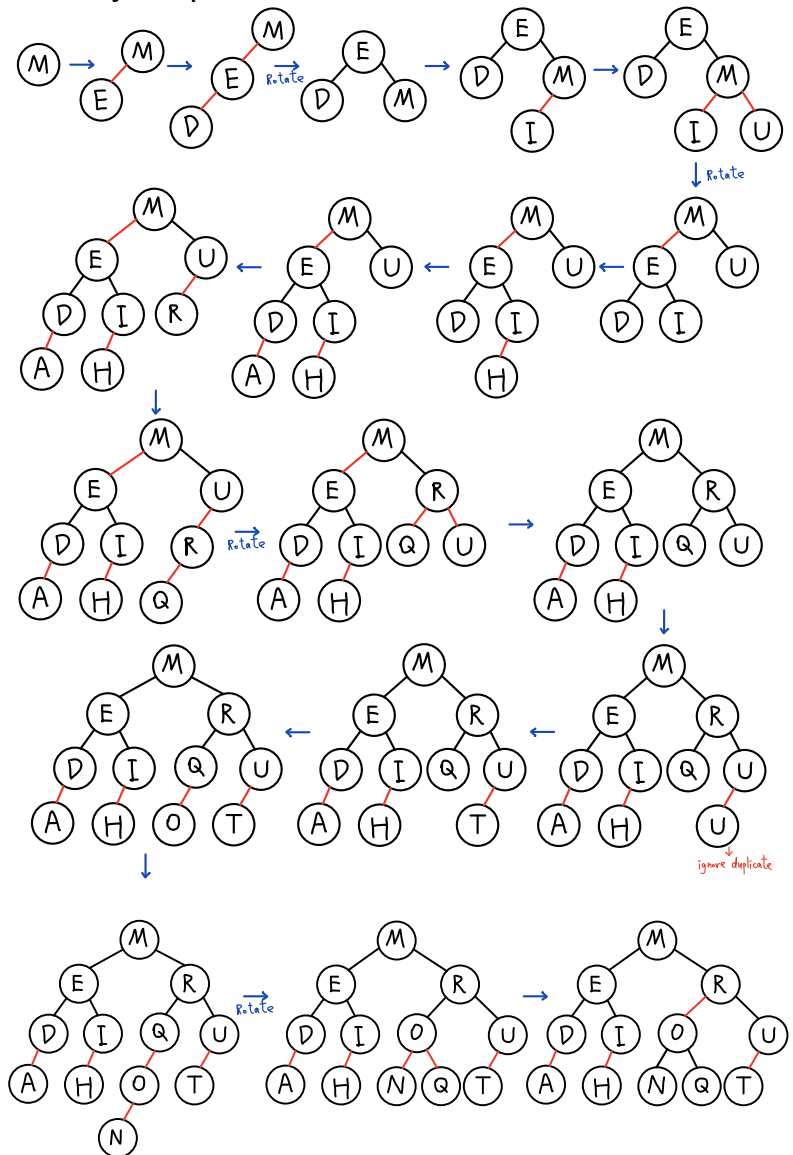 M
M
E
M
E
D
Rotate
E
D M
E
D M
I
E
D M
I U
Rotate
M
E U
D I
M
E U
D I
H
M
E U
D I
A H
M
E U
D I R
A H
M
E U
D I R
A H Q
Rotate
M
E R
D I Q U
A H
M
E R
D I Q U
A H
M
E R
D I Q U
A H U
ignore duplicate
M
E R
D I Q U
A H T
M
E R
D I Q U
A H O T
M
E R
D I Q U
A H O T
N
Rotate
M
E R
D I O U
A H N Q T
M
E R
D I O U
A H N Q T